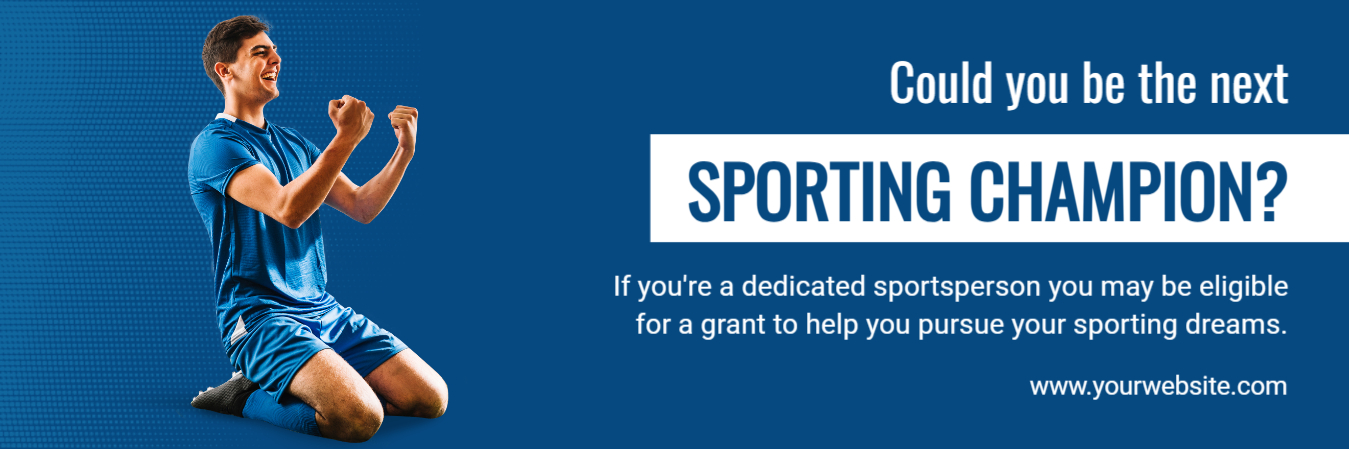 Could you be the next
SPORTING CHAMPION?
If you're a dedicated sportsperson you may be eligible
for a grant to help you pursue your sporting dreams.
www.yourwebsite.com